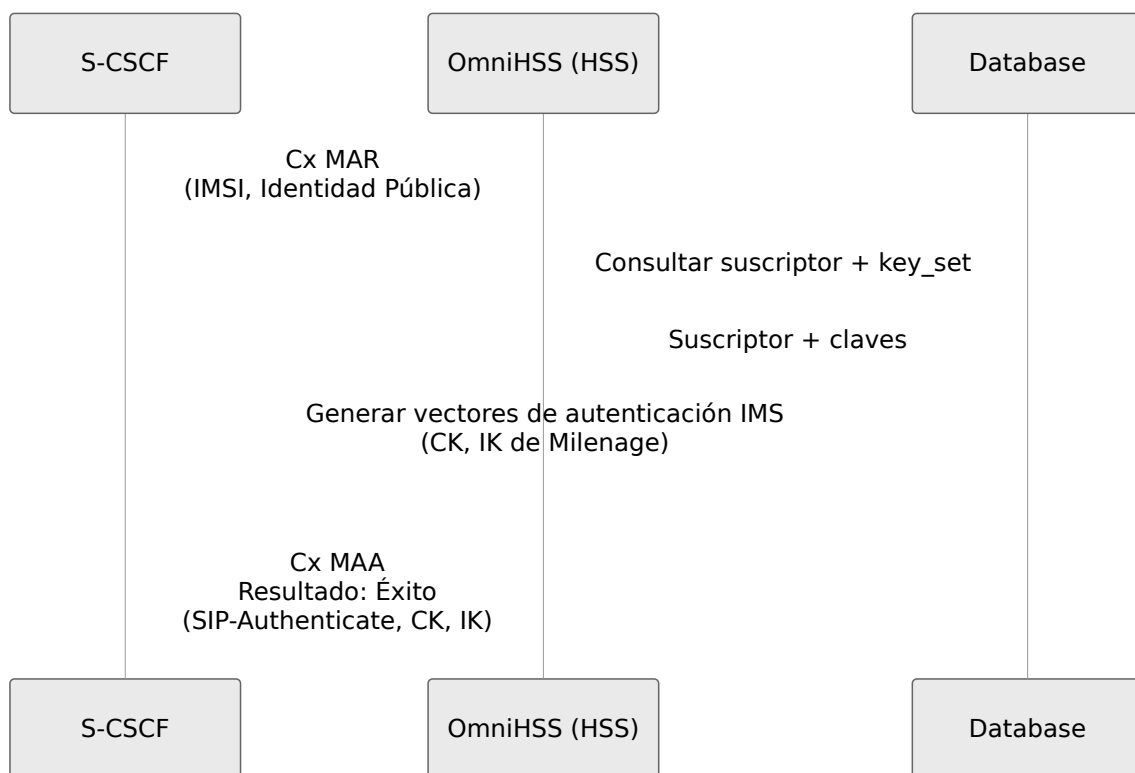 S-CSCF
OmniHSS (HSS)
Database
Cx MAR
(IMSI, Identidad Pública)
Consultar suscriptor + key_set
Suscriptor + claves
Generar vectores de autenticación IMS
(CK, IK de Milenage)
Cx MAA
Resultado: Éxito
(SIP-Authenticate, CK, IK)
S-CSCF
OmniHSS (HSS)
Database